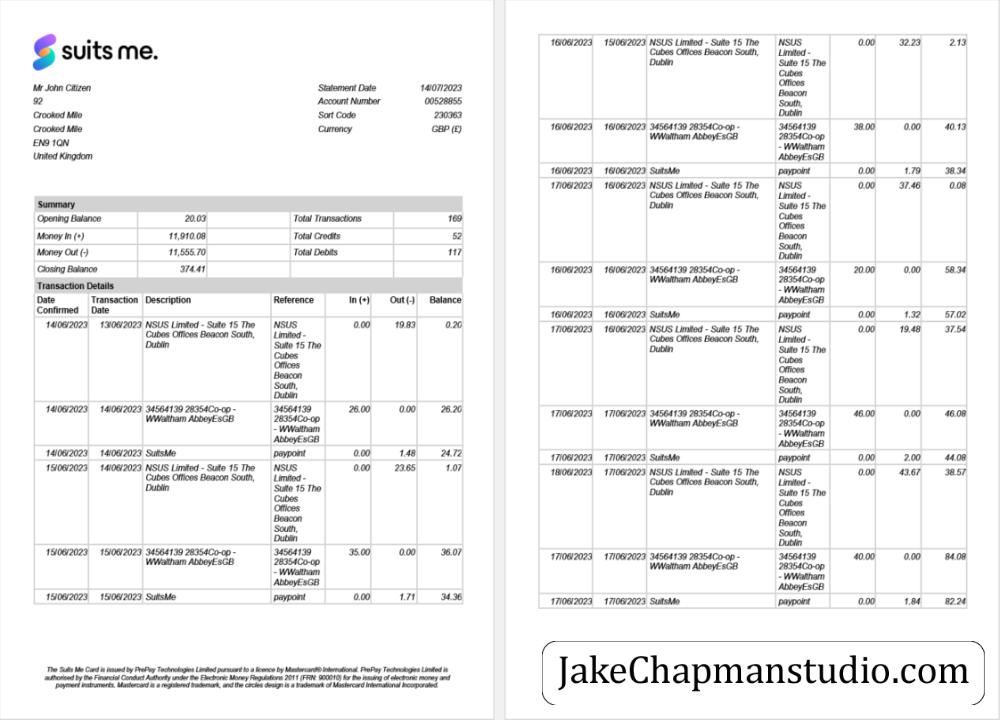 suits me.
Mr John Citizen
92
Crooked Mile
Crooked Mile
EN9 1QN
United Kingdom
Statement Date 14/07/2023
Account Number 00528855
Sort Code 230363
Currency GBP (£)
Summary
Opening Balance 20.03 Total Transactions 169
Money In (+) 11,910.08 Total Credits 52
Money Out (-) 11,555.70 Total Debits 117
Closing Balance 374.41
Transaction Details
Date Transaction Description Reference In (+) Out (-) Balance
Confirmed Date
14/06/2023 13/06/2023 NSUS Limited - Suite 15 The NSUS 0.00 19.83 0.20
Cubes Offices Beacon South, Limited -
Dublin Suite 15 The
Cubes
Offices
Beacon
South,
Dublin
14/06/2023 14/06/2023 34564139 28354Co-op - 34564139 26.00 0.00 26.20
WWaltham AbbeyEsGB 28354Co-op
- WWaltham
AbbeyEsGB
14/06/2023 14/06/2023 SuitsMe paypoint 0.00 1.48 24.72
15/06/2023 14/06/2023 NSUS Limited - Suite 15 The NSUS 0.00 23.65 1.07
Cubes Offices Beacon South, Limited -
Dublin Suite 15 The
Cubes
Offices
Beacon
South,
Dublin
15/06/2023 15/06/2023 34564139 28354Co-op - 34564139 35.00 0.00 36.07
WWaltham AbbeyEsGB 28354Co-op
- WWaltham
AbbeyEsGB
15/06/2023 15/06/2023 SuitsMe paypoint 0.00 1.71 34.36
The Suits Me Card is issued by PrePay Technologies Limited pursuant to a licence by Mastercard® International. PrePay Technologies Limited is
authorised by the Financial Conduct Authority under the Electronic Money Regulations 2011 (FRN: 900010) for the issuing of electronic money and
payment instruments. Mastercard is a registered trademark, and the circles design is a trademark of Mastercard International Incorporated.
16/06/2023 15/06/2023 NSUS Limited - Suite 15 The NSUS 0.00 32.23 2.13
Cubes Offices Beacon South, Limited -
Dublin Suite 15 The
Cubes
Offices
Beacon
South,
Dublin
16/06/2023 16/06/2023 34564139 28354Co-op - 34564139 38.00 0.00 40.13
WWaltham AbbeyEsGB 28354Co-op
- WWaltham
AbbeyEsGB
16/06/2023 16/06/2023 SuitsMe paypoint 0.00 1.79 38.34
17/06/2023 16/06/2023 NSUS Limited - Suite 15 The NSUS 0.00 37.46 0.08
Cubes Offices Beacon South, Limited -
Dublin Suite 15 The
Cubes
Offices
Beacon
South,
Dublin
16/06/2023 16/06/2023 34564139 28354Co-op - 34564139 20.00 0.00 58.34
WWaltham AbbeyEsGB 28354Co-op
- WWaltham
AbbeyEsGB
16/06/2023 16/06/2023 SuitsMe paypoint 0.00 1.32 57.02
17/06/2023 16/06/2023 NSUS Limited - Suite 15 The NSUS 0.00 19.48 37.54
Cubes Offices Beacon South, Limited -
Dublin Suite 15 The
Cubes
Offices
Beacon
South,
Dublin
17/06/2023 17/06/2023 34564139 28354Co-op - 34564139 46.00 0.00 46.08
WWaltham AbbeyEsGB 28354Co-op
- WWaltham
AbbeyEsGB
17/06/2023 17/06/2023 SuitsMe paypoint 0.00 2.00 44.08
18/06/2023 17/06/2023 NSUS Limited - Suite 15 The NSUS 0.00 43.67 38.57
Cubes Offices Beacon South, Limited -
Dublin Suite 15 The
Cubes
Offices
Beacon
South,
Dublin
17/06/2023 17/06/2023 34564139 28354Co-op - 34564139 40.00 0.00 84.08
WWaltham AbbeyEsGB 28354Co-op
- WWaltham
AbbeyEsGB
17/06/2023 17/06/2023 SuitsMe paypoint 0.00 1.84 82.24
JakeChapmanstudio.com